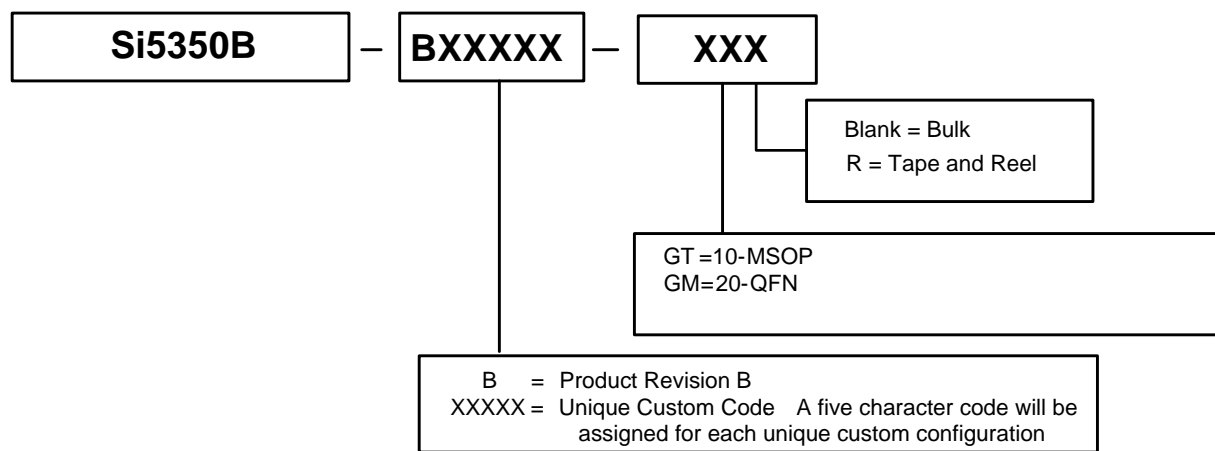 Si5350B – BXXXXX – XXX
Blank = Bulk
R = Tape and Reel
GT =10-MSOP
GM=20-QFN
B = Product Revision B
XXXXX = Unique Custom Code A five character code will be
assigned for each unique custom configuration